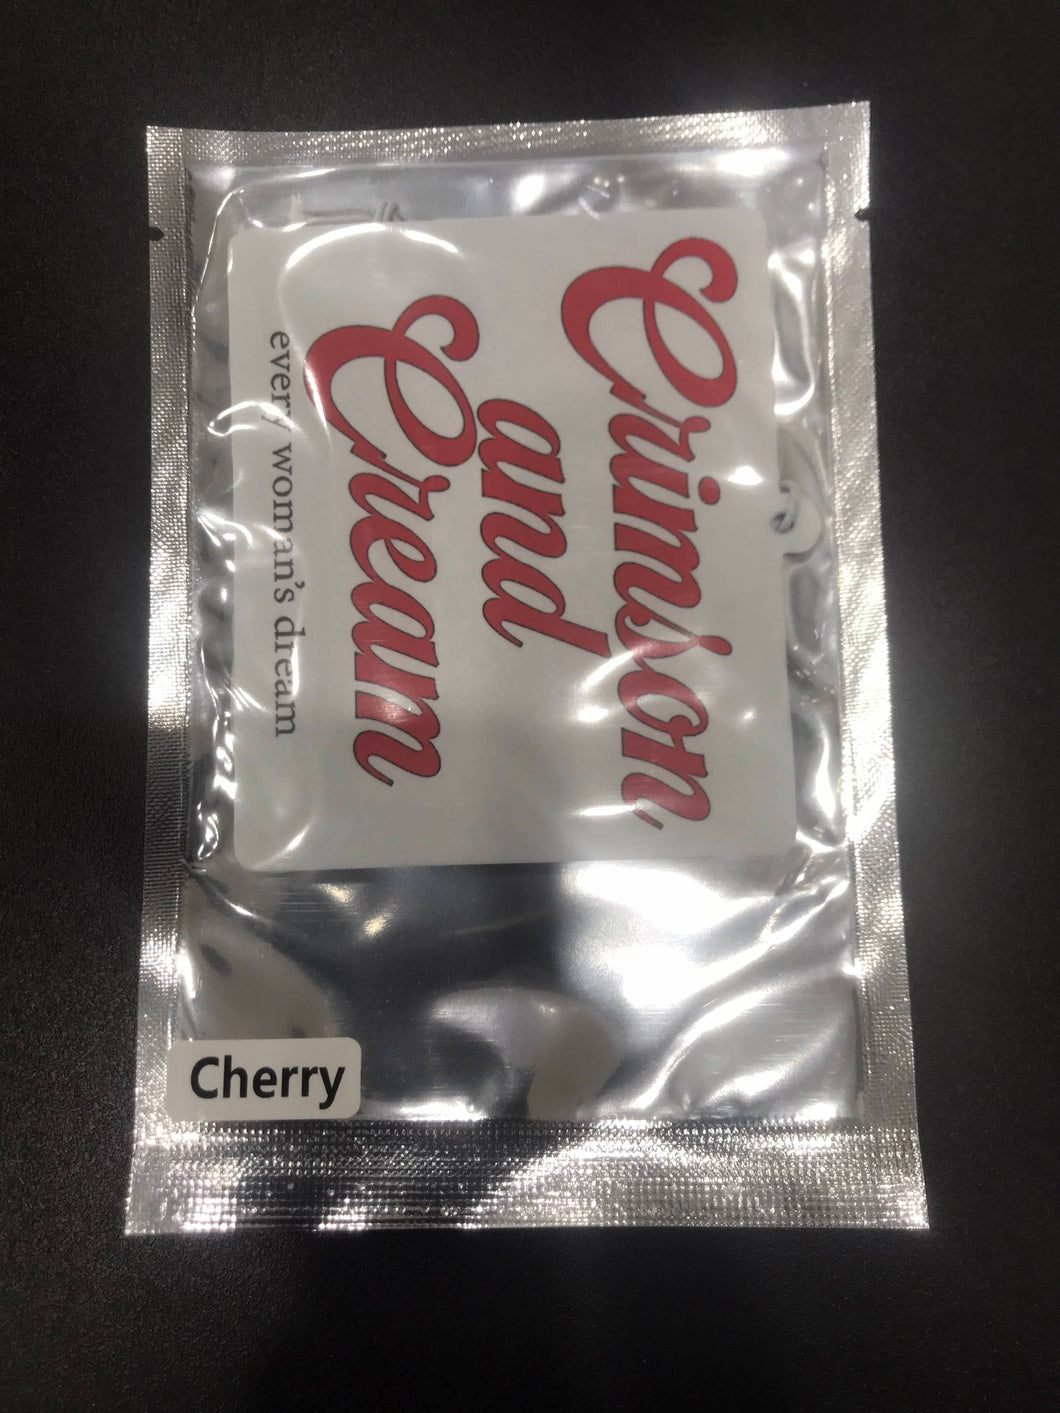 Crimson
and
Cream
every woman's dream
Cherry